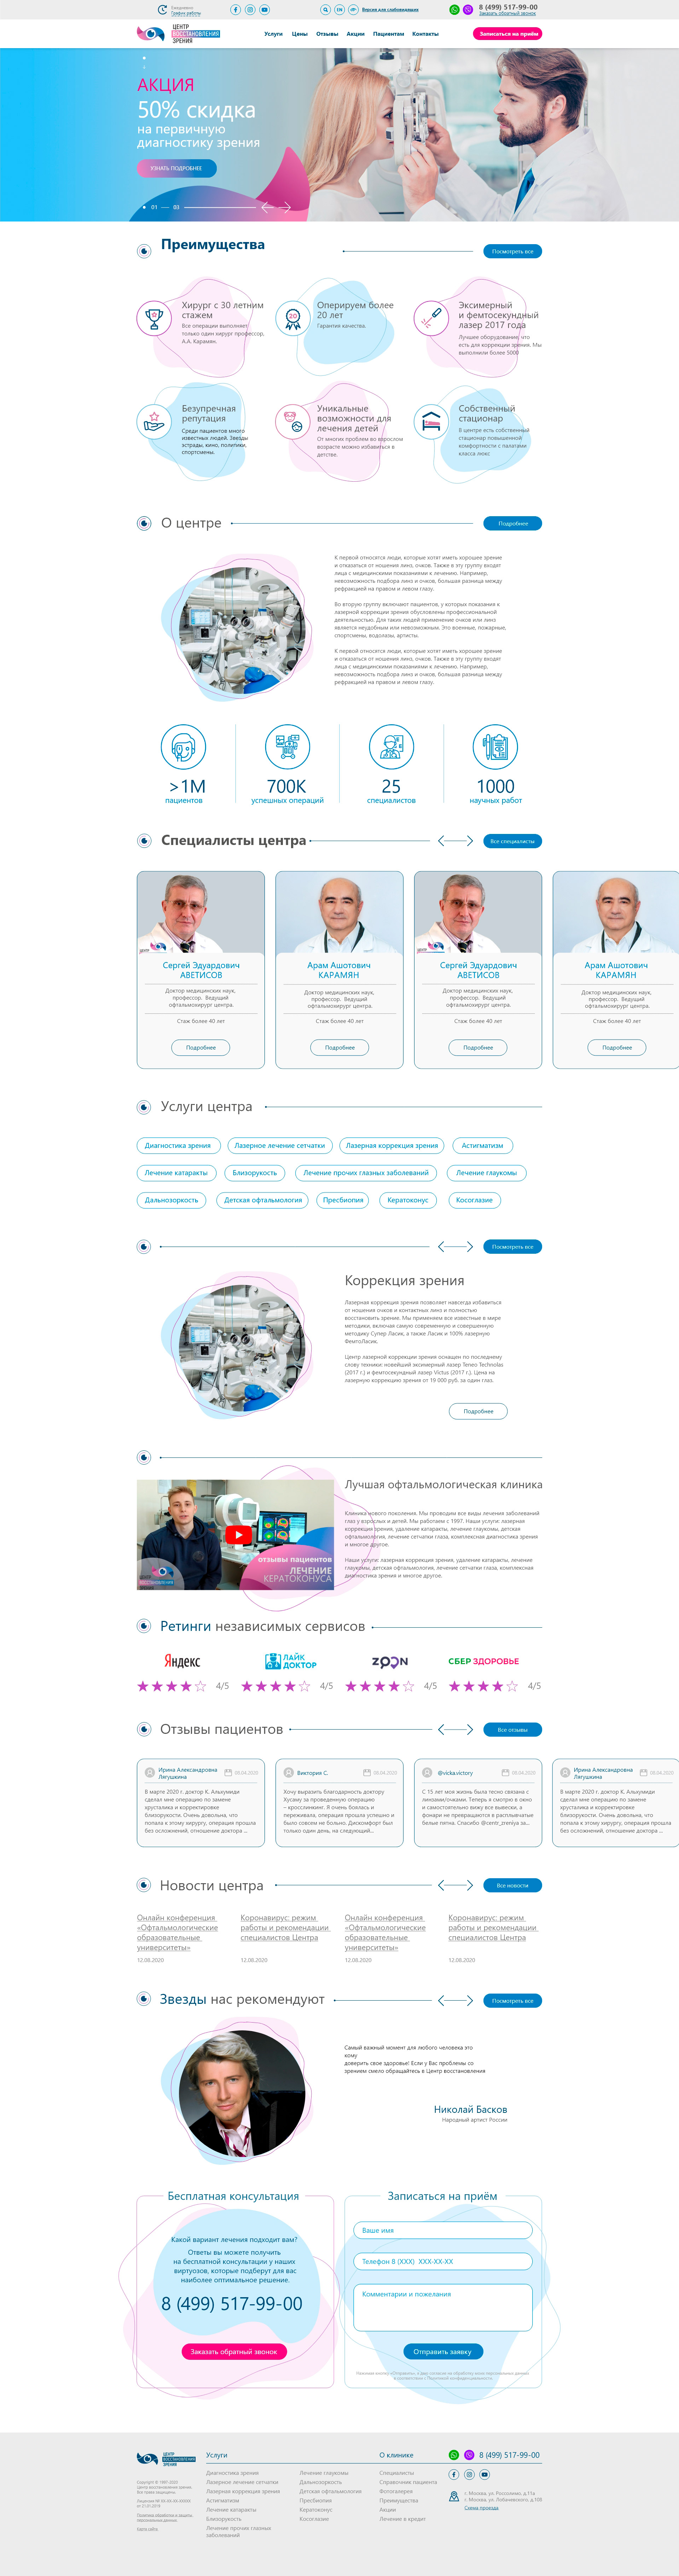 Ежедневно
График работы
EN
Версия для слабовидящих
8 (499) 517-99-00
Заказать обратный звонок
ЦЕНТР
ВОССТАНОВЛЕНИЯ
ЗРЕНИЯ
Услуги Цены Отзывы Акции Пациентам Контакты
Записаться на приём
АКЦИЯ
50% скидка
на первичную
диагностику зрения
УЗНАТЬ ПОДРОБНЕЕ
01 03
Преимущества
Посмотреть все
Хирург с 30 летним
стажем
Все операции выполняет
только один хирург профессор,
А.А. Карамян.
20
Оперируем более
20 лет
Гарантия качества.
Эксимерный
и фемтосекундный
лазер 2017 года
Лучшее оборудование, что
есть для коррекции зрения. Мы
выполнили более 5000
Безупречная
репутация
Среди пациентов много
известных людей. Звезды
эстрады, кино, политики,
спортсмены.
Уникальные
возможности для
лечения детей
От многих проблем во взрослом
возрасте можно избавиться в
детстве.
Собственный
стационар
В центре есть собственный
стационар повышенной
комфортности с палатами
класса люкс
О центре
Подробнее
К первой относятся люди, которые хотят иметь хорошее зрение
и отказаться от ношения линз, очков. Также в эту группу входят
лица с медицинскими показаниями к лечению. Например,
невозможность подбора линз и очков, большая разница между
рефракцией на правом и левом глазу.
Во вторую группу включают пациентов, у которых показания к
лазерной коррекции зрения обусловлены профессиональной
деятельностью. Для таких людей применение очков или линз
является неудобным или невозможным. Это военные, пожарные,
спортсмены, водолазы, артисты.
К первой относятся люди, которые хотят иметь хорошее зрение
и отказаться от ношения линз, очков. Также в эту группу входят
лица с медицинскими показаниями к лечению. Например,
невозможность подбора линз и очков, большая разница между
рефракцией на правом и левом глазу.
>1М
пациентов
700К
успешных операций
25
специалистов
1000
научных работ
Специалисты центра
Все специалисты
Сергей Эдуардович
АВЕТИСОВ
Доктор медицинских наук,
профессор, Ведущий
офтальмохирург центра.
Стаж более 40 лет
Подробнее
Арам Ашотович
КАРАМЯН
Доктор медицинских наук,
профессор, Ведущий
офтальмохирург центра.
Стаж более 40 лет
Подробнее
Сергей Эдуардович
АВЕТИСОВ
Доктор медицинских наук,
профессор, Ведущий
офтальмохирург центра.
Стаж более 40 лет
Подробнее
Арам Ашотович
КАРАМЯН
Доктор медицинских наук,
профессор, Ведущий
офтальмохирург центра.
Стаж более 40 лет
Подробнее
Услуги центра
Диагностика зрения Лазерное лечение сетчатки Лазерная коррекция зрения Астигматизм
Лечение катаракты Близорукость Лечение прочих глазных заболеваний Лечение глаукомы
Дальнозоркость Детская офтальмология Пресбиопия Кератоконус Косоглазие
Посмотреть все
Коррекция зрения
Лазерная коррекция зрения позволяет навсегда избавиться
от ношения очков и контактных линз и полностью
восстановить зрение. Мы применяем все известные в мире
методики, включая самую современную и совершенную
методику Супер Ласик, а также Ласик и 100% лазерную
ФемтоЛасик.
Центр лазерной коррекции зрения оснащен по последнему
слову техники: новейший эксимерный лазер Teneo Technolas
(2017 г.) и фемтосекундный лазер Victus (2017 г.). Цена на
лазерную коррекцию зрения от 19 000 руб. за один глаз.
Подробнее
ОТЗЫВЫ ПАЦИЕНТОВ
ЛЕЧЕНИЕ
КЕРАТОКОНУСА
Лучшая офтальмологическая клиника
Клиника нового поколения. Мы проводим все виды лечения заболеваний
глаз у взрослых и детей. Мы работаем с 1997. Наши услуги: лазерная
коррекция зрения, удаление катаракты, лечение глаукомы, детская
офтальмология, лечение сетчатки глаза, комплексная диагностика зрения
и многое другое.
Наши услуги: лазерная коррекция зрения, удаление катаракты, лечение
глаукомы, детская офтальмология, лечение сетчатки глаза, комплексная
диагностика зрения и многое другое.
Ретинги независимых сервисов
Яндекс
ЛАЙК
ДОКТОР
ZOON
СБЕР ЗДОРОВЬЕ
4/5 4/5 4/5 4/5
Отзывы пациентов
Все отзывы
Ирина Александровна
Лягушкина
08.04.2020
В марте 2020 г. доктор К. Алькумиди
сделал мне операцию по замене
хрусталика и корректировке
близорукости. Очень довольна, что
попала к этому хирургу, операция прошла
без осложнений, отношение доктора ...
Виктория С.
08.04.2020
Хочу выразить благодарность доктору
Хусаму за проведенную операцию
– кросслинкинг. Я очень боялась и
переживала, операция прошла успешно и
было совсем не больно. Дискомфорт был
только один день, на следующий...
@vicka.victory
08.04.2020
С 15 лет моя жизнь была тесно связана с
линзами/очками. Теперь я смотрю в окно
и самостоятельно вижу все вывески, а
фонари не превращаются в расплывчатые
белые пятна. Спасибо @centr_zreniya за...
Ирина Александровна
Лягушкина
08.04.2020
В марте 2020 г. доктор К. Алькумиди
сделал мне операцию по замене
хрусталика и корректировке
близорукости. Очень довольна, что
попала к этому хирургу, операция прошла
без осложнений, отношение доктора ...
Новости центра
Все новости
Онлайн конференция
«Офтальмологические
образовательные
университеты»
12.08.2020
Коронавирус: режим
работы и рекомендации
специалистов Центра
12.08.2020
Онлайн конференция
«Офтальмологические
образовательные
университеты»
12.08.2020
Коронавирус: режим
работы и рекомендации
специалистов Центра
12.08.2020
Звезды нас рекомендуют
Посмотреть все
Самый важный момент для любого человека это
кому
доверить свое здоровье! Если у Вас проблемы со
зрением смело обращайтесь в Центр восстановления
Николай Басков
Народный артист России
Бесплатная консультация
Какой вариант лечения подходит вам?
Ответы вы можете получить
на бесплатной консультации у наших
виртуозов, которые подберут для вас
наиболее оптимальное решение.
8 (499) 517-99-00
Заказать обратный звонок
Записаться на приём
Ваше имя
Телефон 8 (XXX) XXX-XX-XX
Комментарии и пожелания
Отправить заявку
ЦЕНТР
ВОССТАНОВЛЕНИЯ
ЗРЕНИЯ
Услуги
Диагностика зрения
Лазерное лечение сетчатки
Лазерная коррекция зрения
Астигматизм
Лечение катаракты
Близорукость
Лечение прочих глазных
заболеваний
Лечение глаукомы
Дальнозоркость
Детская офтальмология
Пресбиопия
Кератоконус
Косоглазие
О клинике
Специалисты
Справочник пациента
Фотогалерея
Преимущества
Акции
Лечение в кредит
8 (499) 517-99-00
г. Москва, ул. Россолимо, д.11а
г. Москва, ул. Лобачевского, д.108
Схема проезда
Copyright © 1997-2020
Центр восстановления зрения.
Все права защищены.
Карта сайта